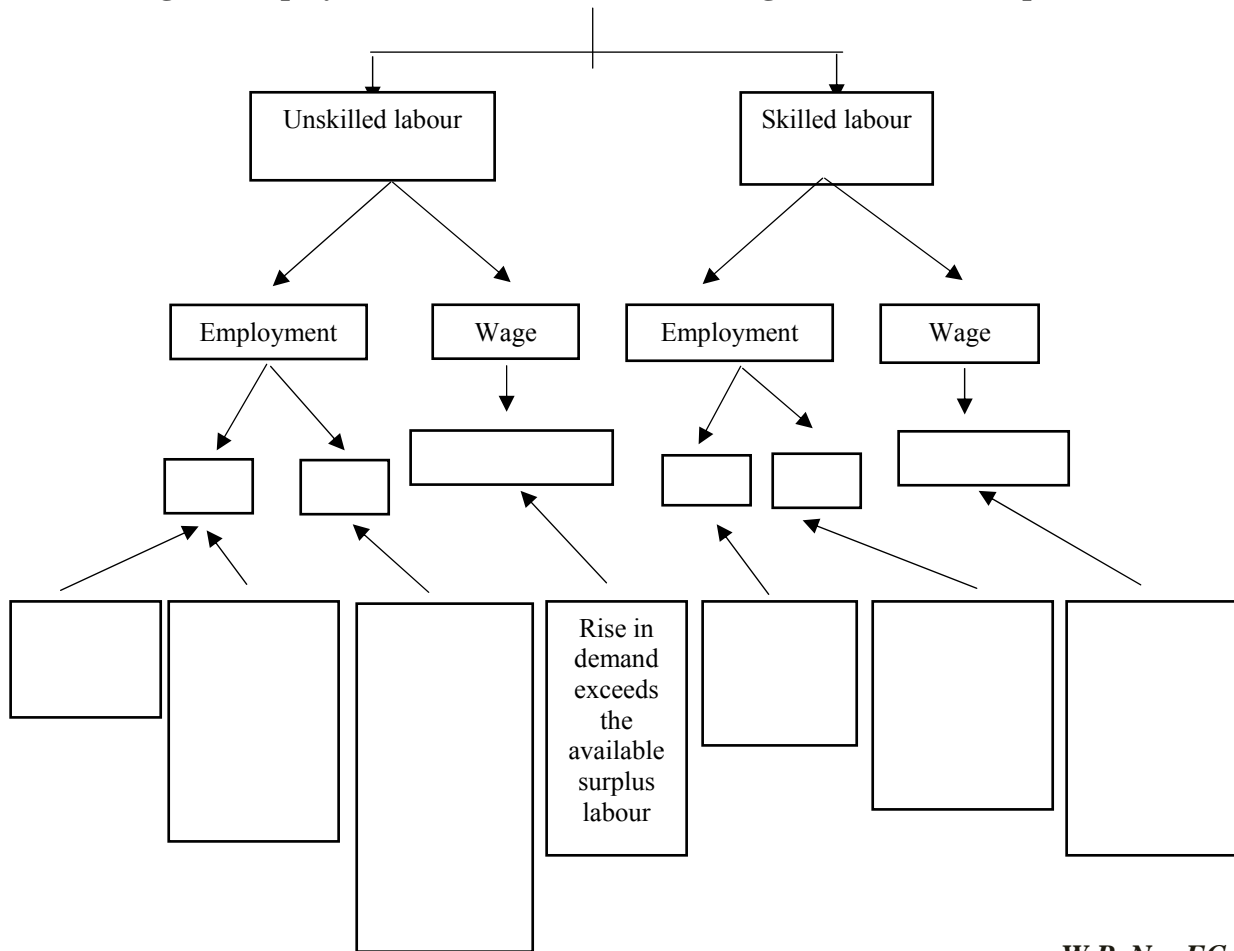 Unskilled labour
Skilled labour
Employment
Wage
Employment
Wage
Rise in
demand
exceeds
the
available
surplus
labour